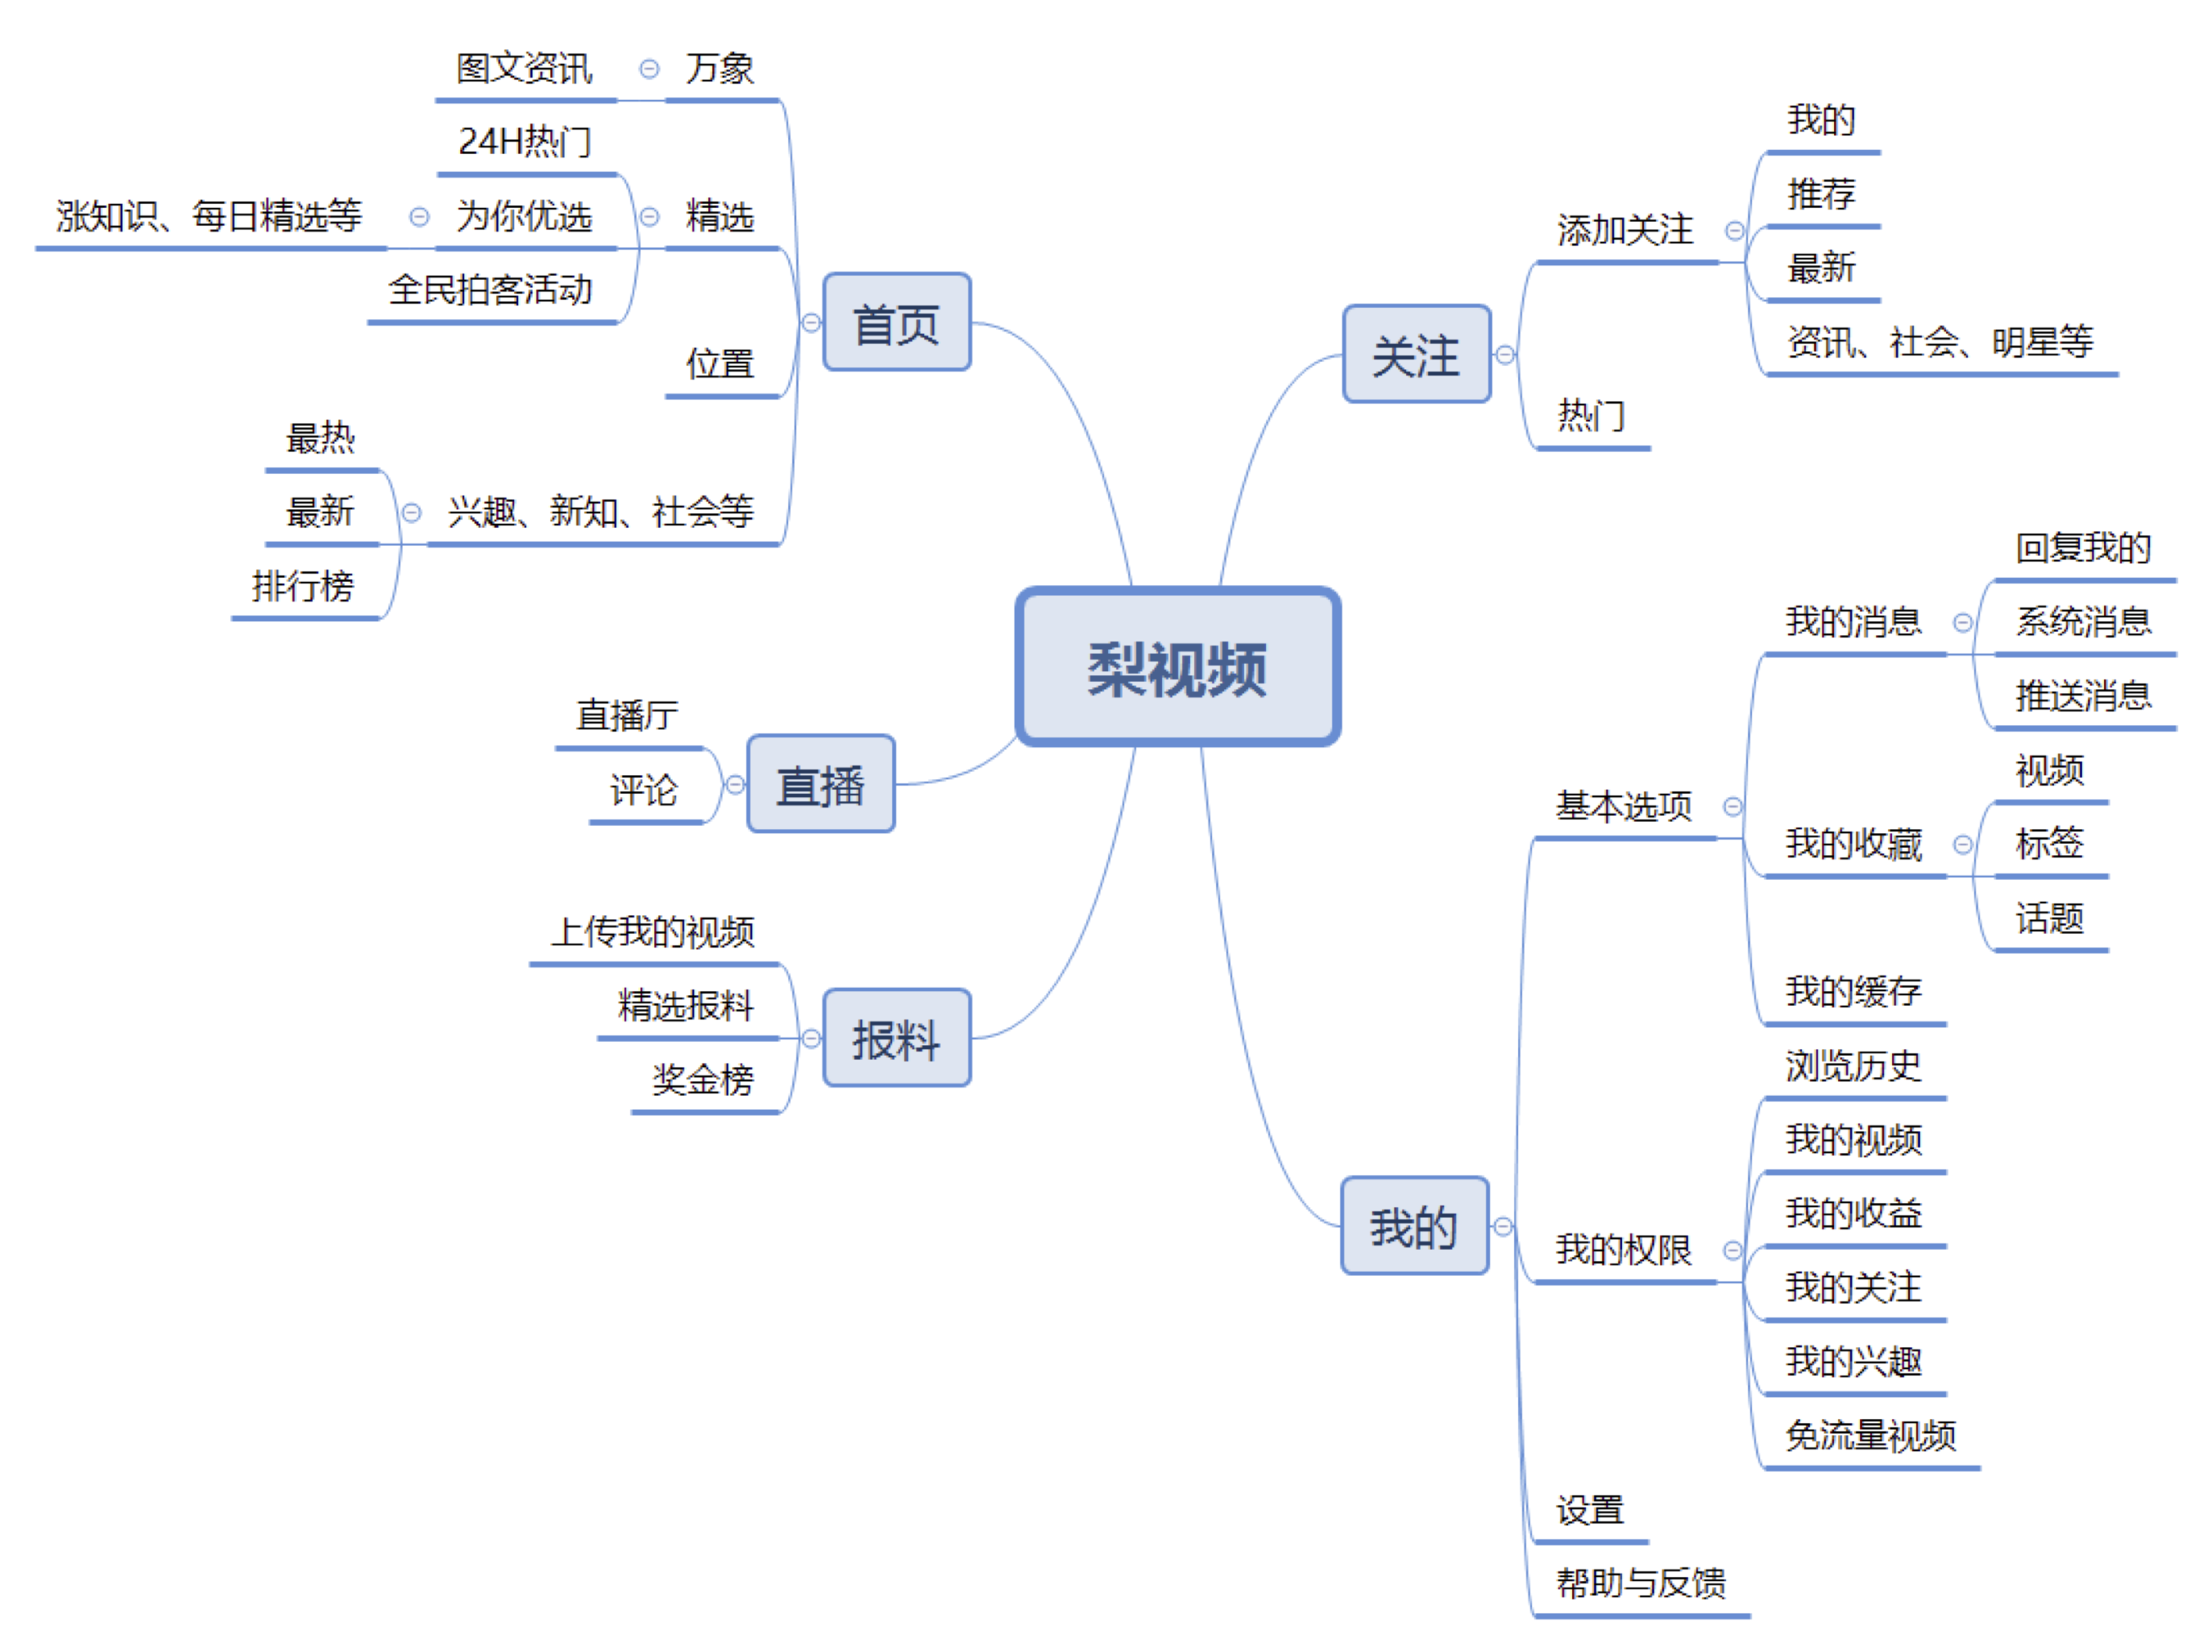 梨视频
首页
万象
图文资讯
精选
24H热门
为你优选
涨知识、每日精选等
全民拍客活动
位置
兴趣、新知、社会等
最热
最新
排行榜
直播
直播厅
评论
报料
上传我的视频
精选报料
奖金榜
关注
添加关注
我的
推荐
最新
资讯、社会、明星等
热门
我的
基本选项
我的消息
回复我的
系统消息
推送消息
我的收藏
视频
标签
话题
我的缓存
我的权限
浏览历史
我的视频
我的收益
我的关注
我的兴趣
免流量视频
设置
帮助与反馈